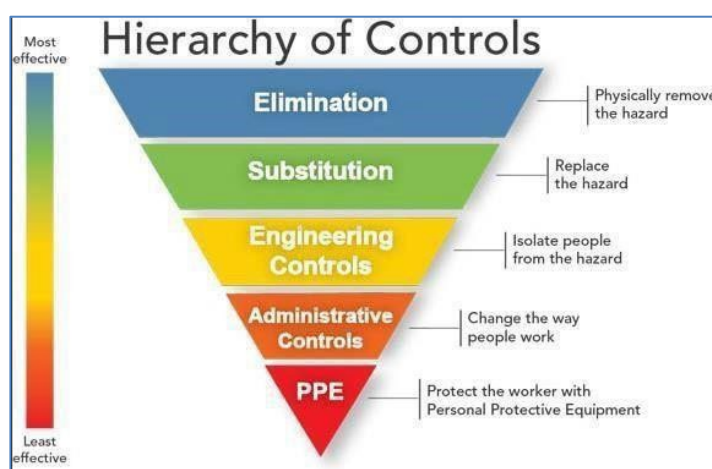 Hierarchy of Controls
Most
effective
Elimination
Physically remove
the hazard
Substitution
Replace
the hazard
Engineering
Controls
Isolate people
from the hazard
Administrative
Controls
Change the way
people work
PPE
Protect the worker with
Personal Protective Equipment
Least
effective